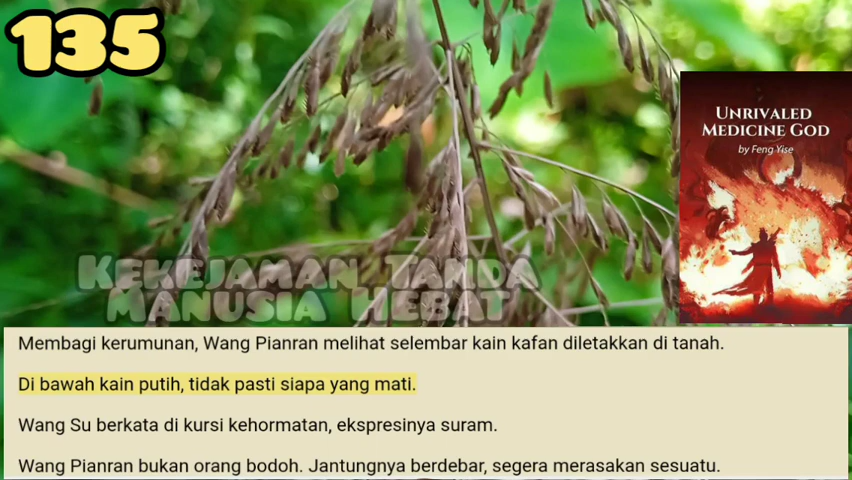 135
UNRIVALED
MEDICINE GOD
by Feng Yise
KEKEJAMAN TANDA
MANUSIA HEBAT
Membagi kerumunan, Wang Pianran melihat selembar kain kafan diletakkan di tanah.
Di bawah kain putih, tidak pasti siapa yang mati.
Wang Su berkata di kursi kehormatan, ekspresinya suram.
Wang Pianran bukan orang bodoh. Jantungnya berdebar, segera merasakan sesuatu.